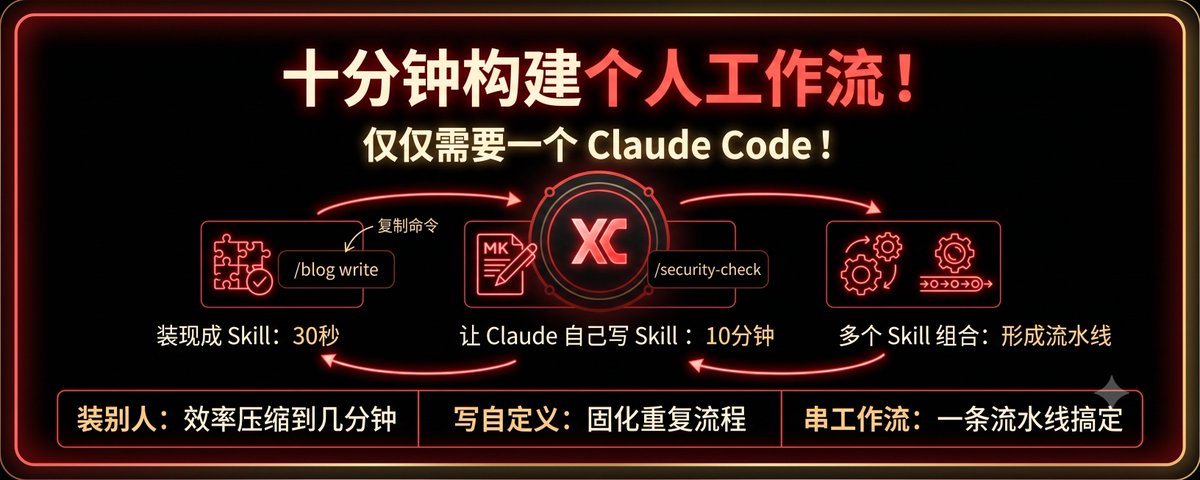 十分钟构建个人工作流！
仅仅需要一个 Claude Code！
复制命令
/blog write
MK
XC
/security-check
装现成 Skill：30秒
让 Claude 自己写 Skill：10分钟
多个 Skill 组合：形成流水线
装别人：效率压缩到几分钟
写自定义：固化重复流程
串工作流：一条流水线搞定